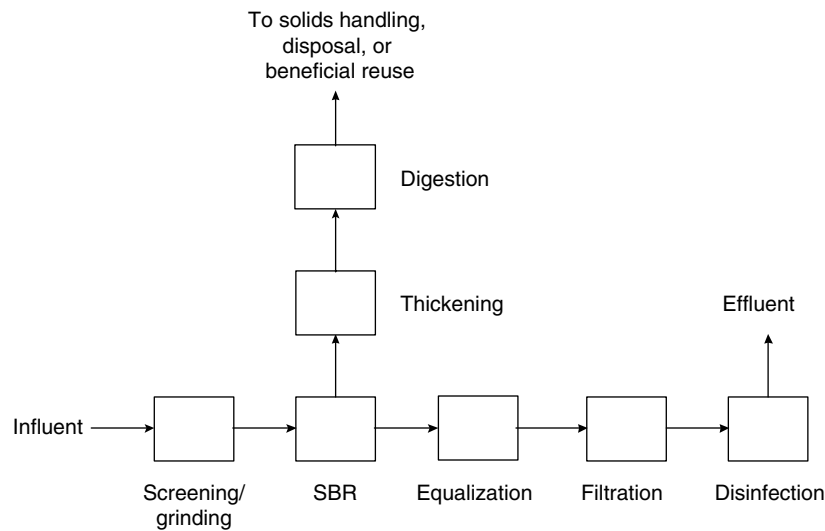 To solids handling,
disposal, or
beneficial reuse
Digestion
Thickening
Effluent
Influent
Screening/
grinding
SBR
Equalization
Filtration
Disinfection